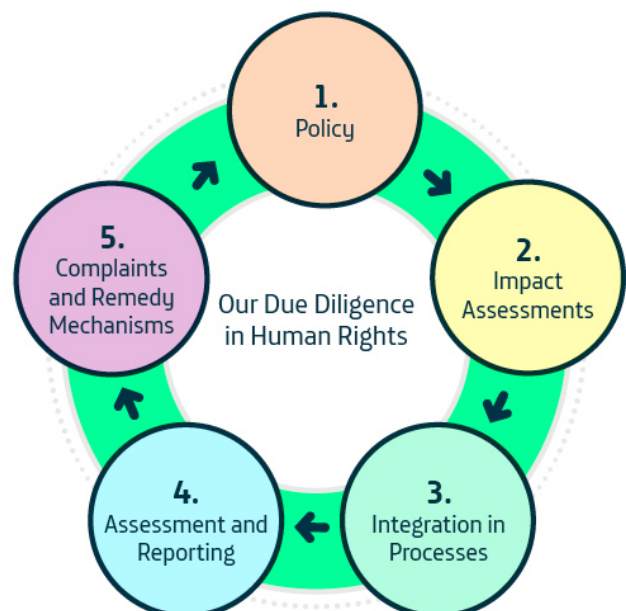 1.
Policy
2.
Impact
Assessments
3.
Integration in
Processes
4.
Assessment and
Reporting
5.
Complaints
and Remedy
Mechanisms
Our Due Diligence
in Human Rights